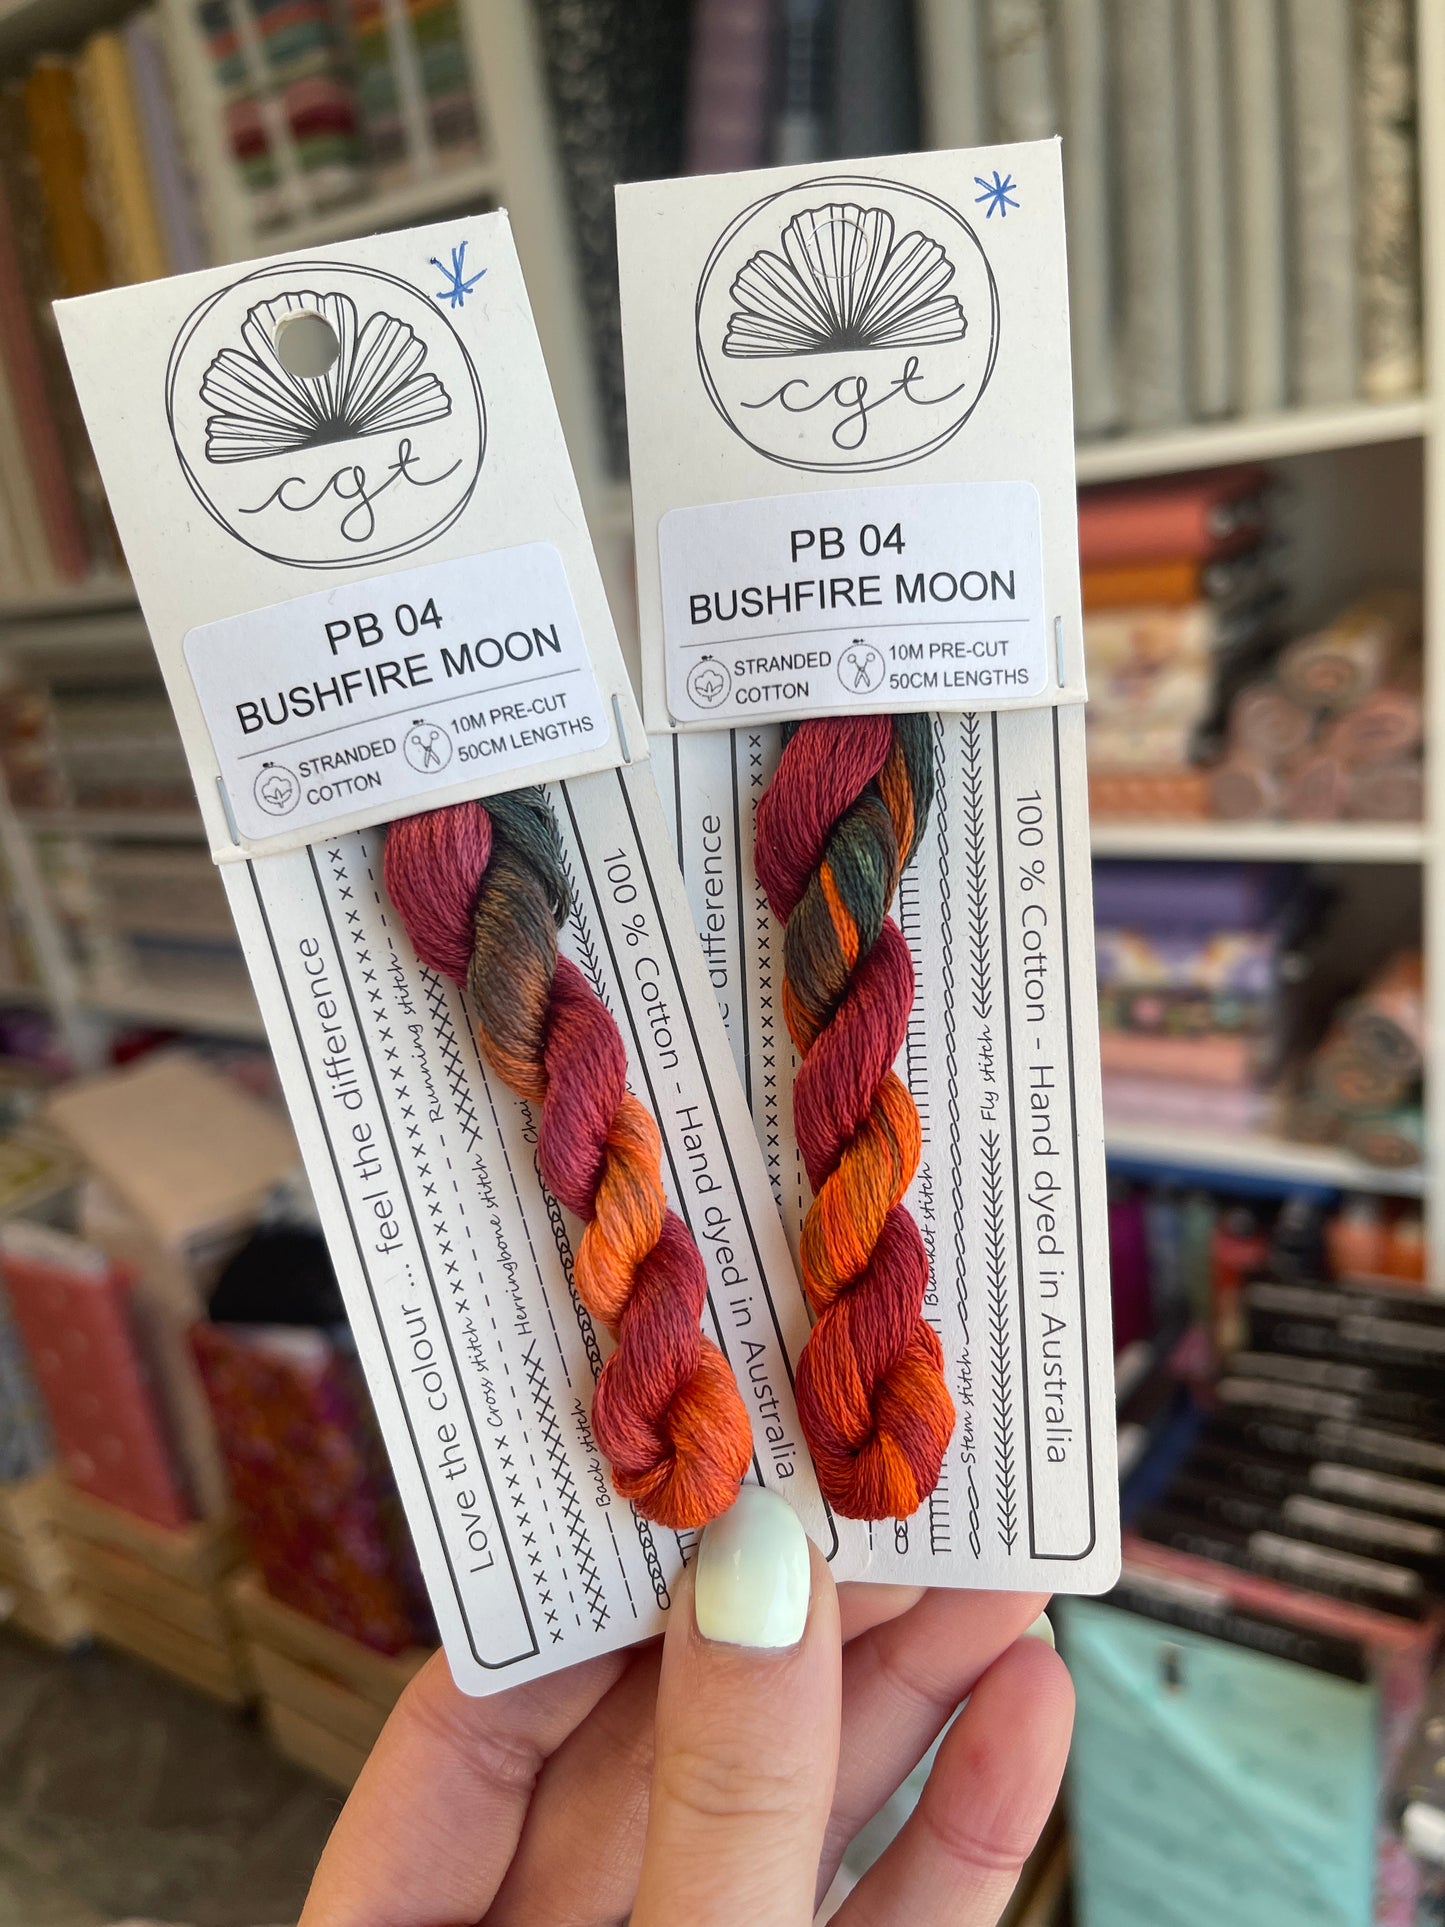 cgt
PB 04
BUSHFIRE MOON
STRANDED
COTTON
10M PRE-CUT
50CM LENGTHS
Love the colour ... feel the difference
Cross stitch
Running stitch
Herringbone stitch
Back stitch
100 % Cotton - Hand dyed in Australia
cgt
PB 04
BUSHFIRE MOON
STRANDED
COTTON
10M PRE-CUT
50CM LENGTHS
difference
Blanket stitch
Stem stitch
Fly stitch
100 % Cotton - Hand dyed in Australia